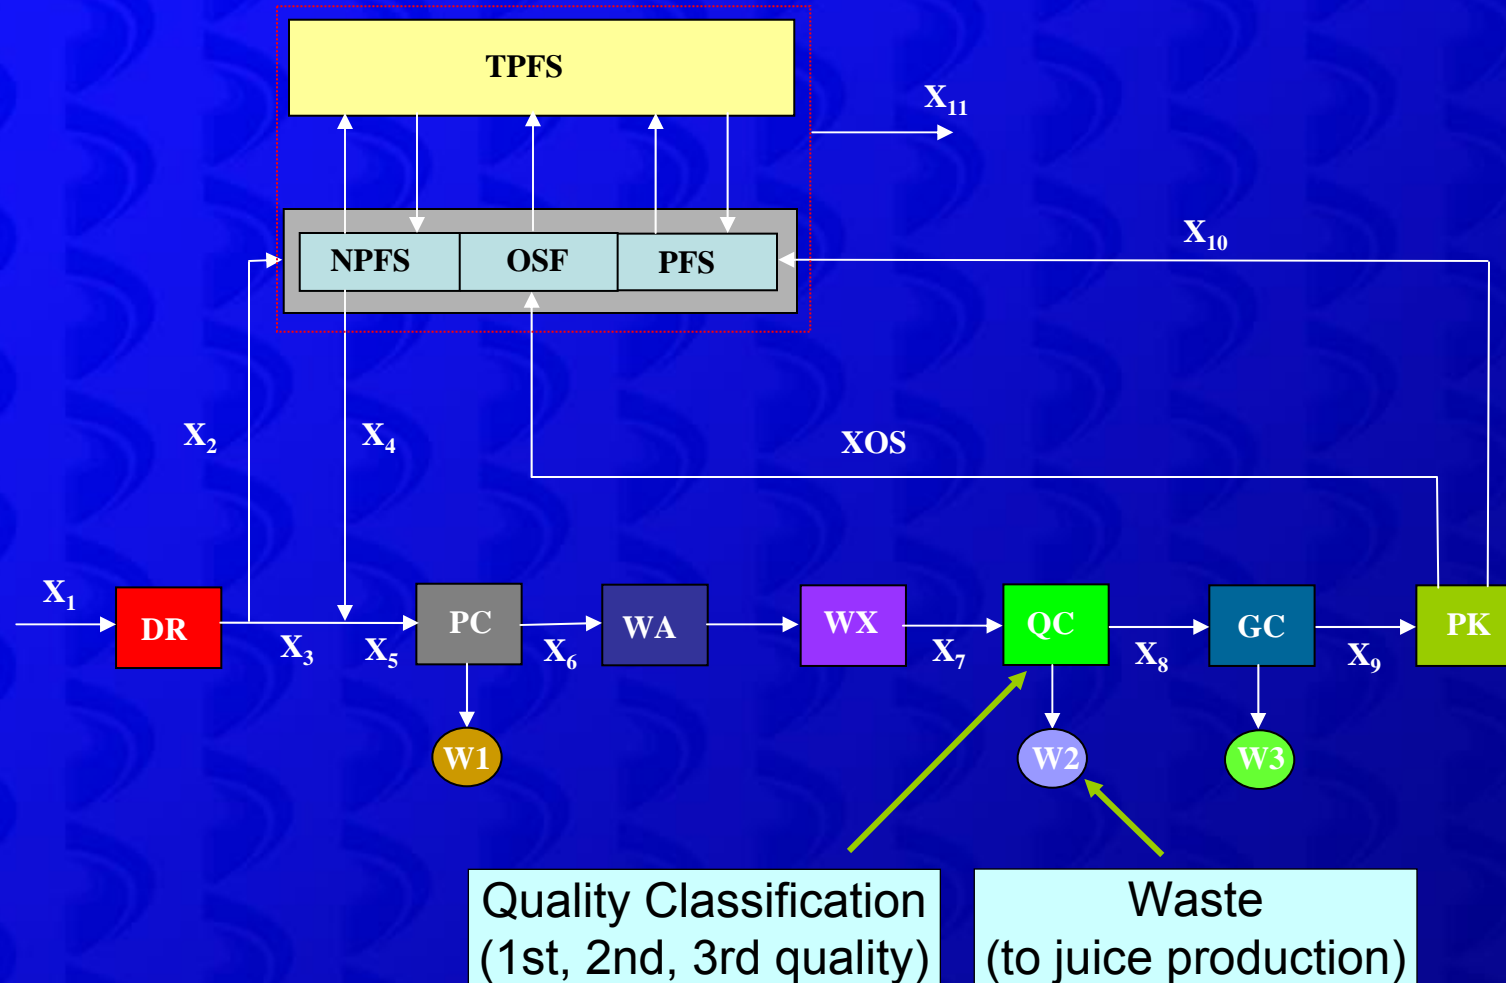 TPFS
X11
NPFS OSF PFS
X10
X2 X4 XOS
X1
DR X3 X5 PC X6 WA WX X7 QC X8 GC X9 PK
W1 W2 W3
Quality Classification
(1st, 2nd, 3rd quality)
Waste
(to juice production)